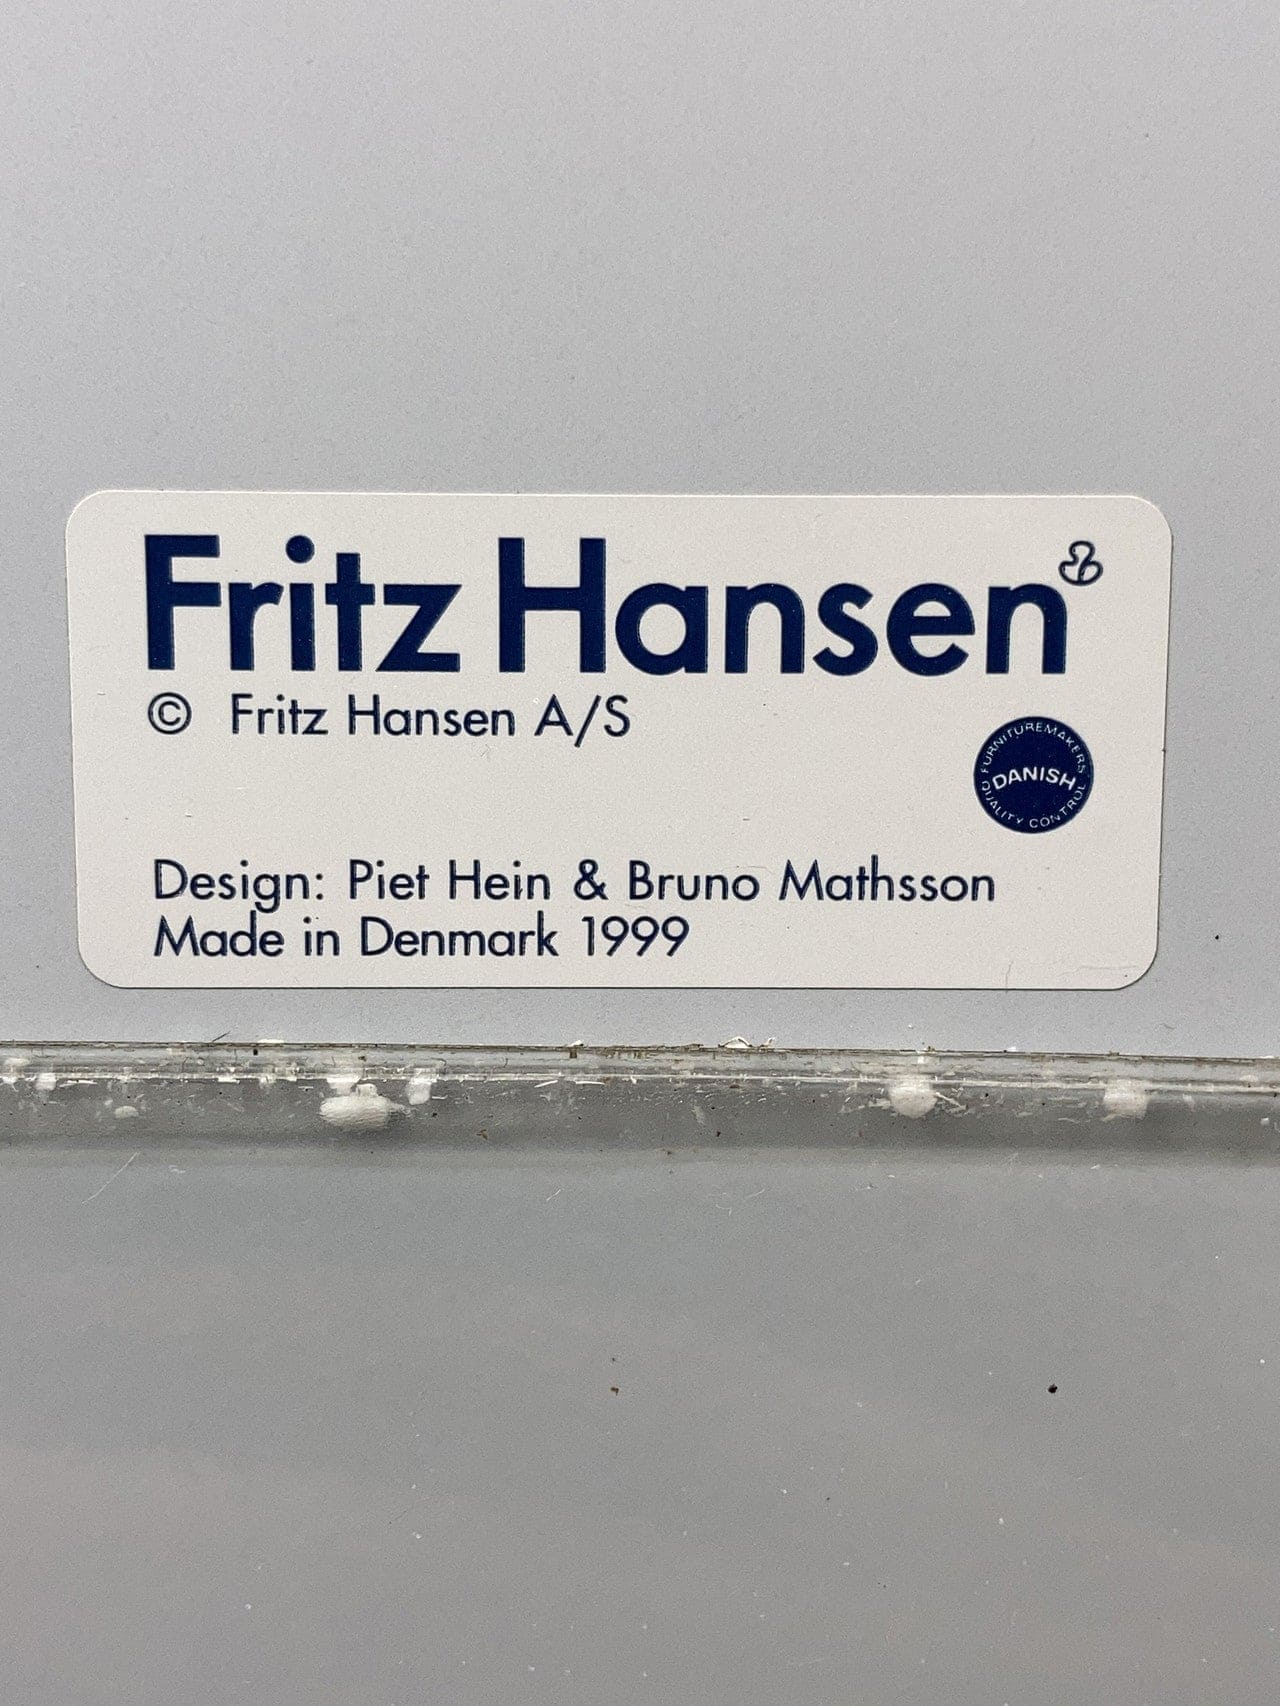 Fritz Hansen
© Fritz Hansen A/S
FURNITUREMAKERS
DANISH
QUALITY CONTROL
Design: Piet Hein & Bruno Mathsson
Made in Denmark 1999